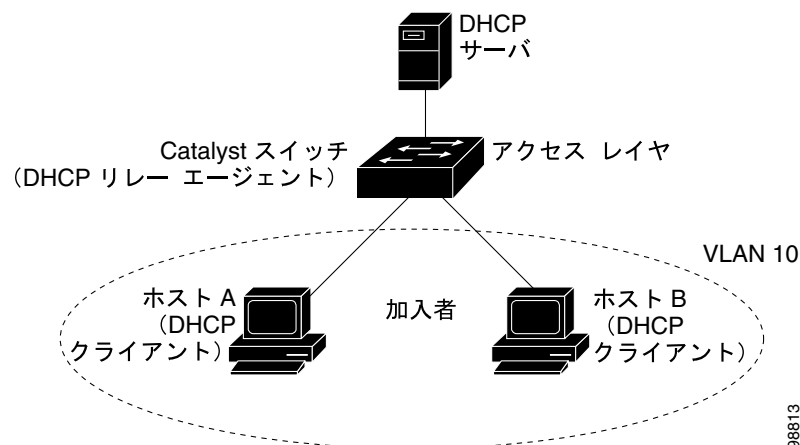 DHCP
サーバ
Catalyst スイッチ
（DHCP リレー エージェント）
アクセス レイヤ
VLAN 10
ホスト A
（DHCP
クライアント）
加入者
ホスト B
（DHCP
クライアント）
98813